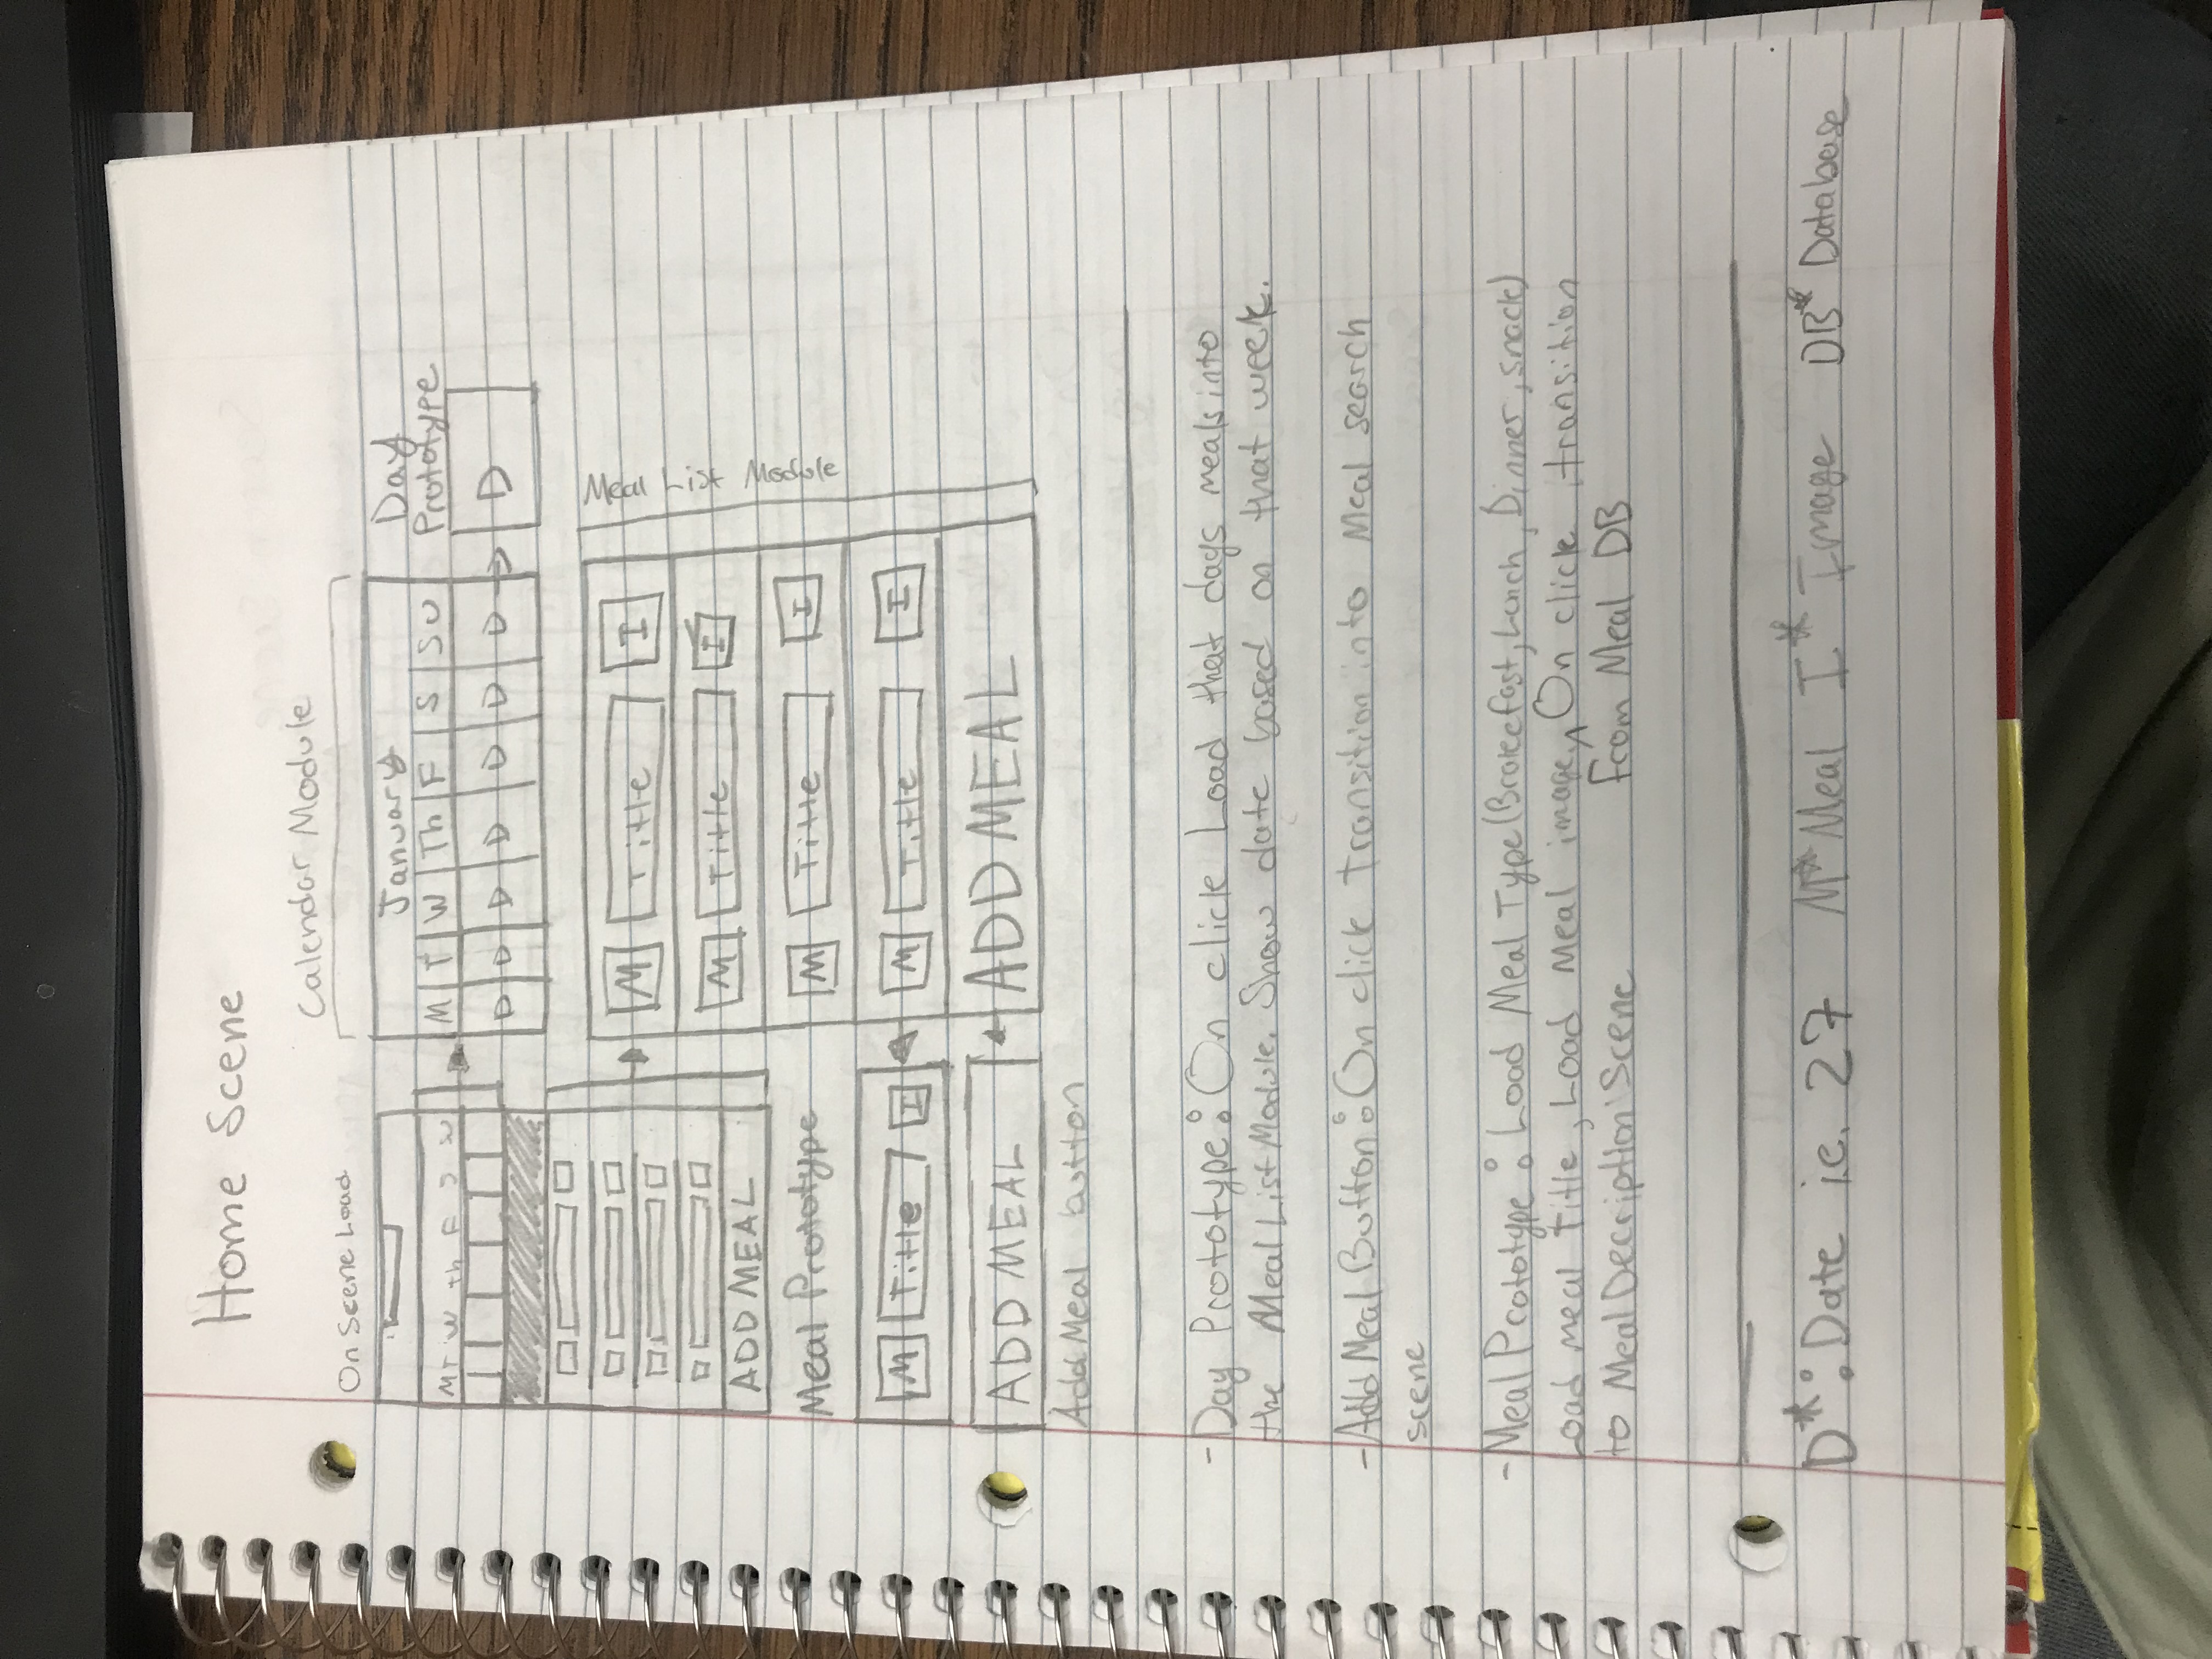 Home Scene
Calendar Module
On Scene Load
January
Day
Prototype
M T W th F S SU
M T W Th F S SU
D D D D D D D
D
M Title I
M Title I
M Title I
M Title I
ADD MEAL
Meal List Module
ADD MEAL
Meal Prototype
M Title I
ADD MEAL
Add Meal button
- Day Prototype: On click Load that days meals into
the Meal List Module. Show date based on that week.
- Add Meal Button: On click transition into Meal search
scene
- Meal Prototype: Load Meal Type (Brakefast, Lunch, Dinner, snack)
Load meal Title, Load Meal image, ^ On click, transition
to Meal Decription Scene from Meal DB
D*: Date i.e. 27 M* Meal I* Image DB* Database